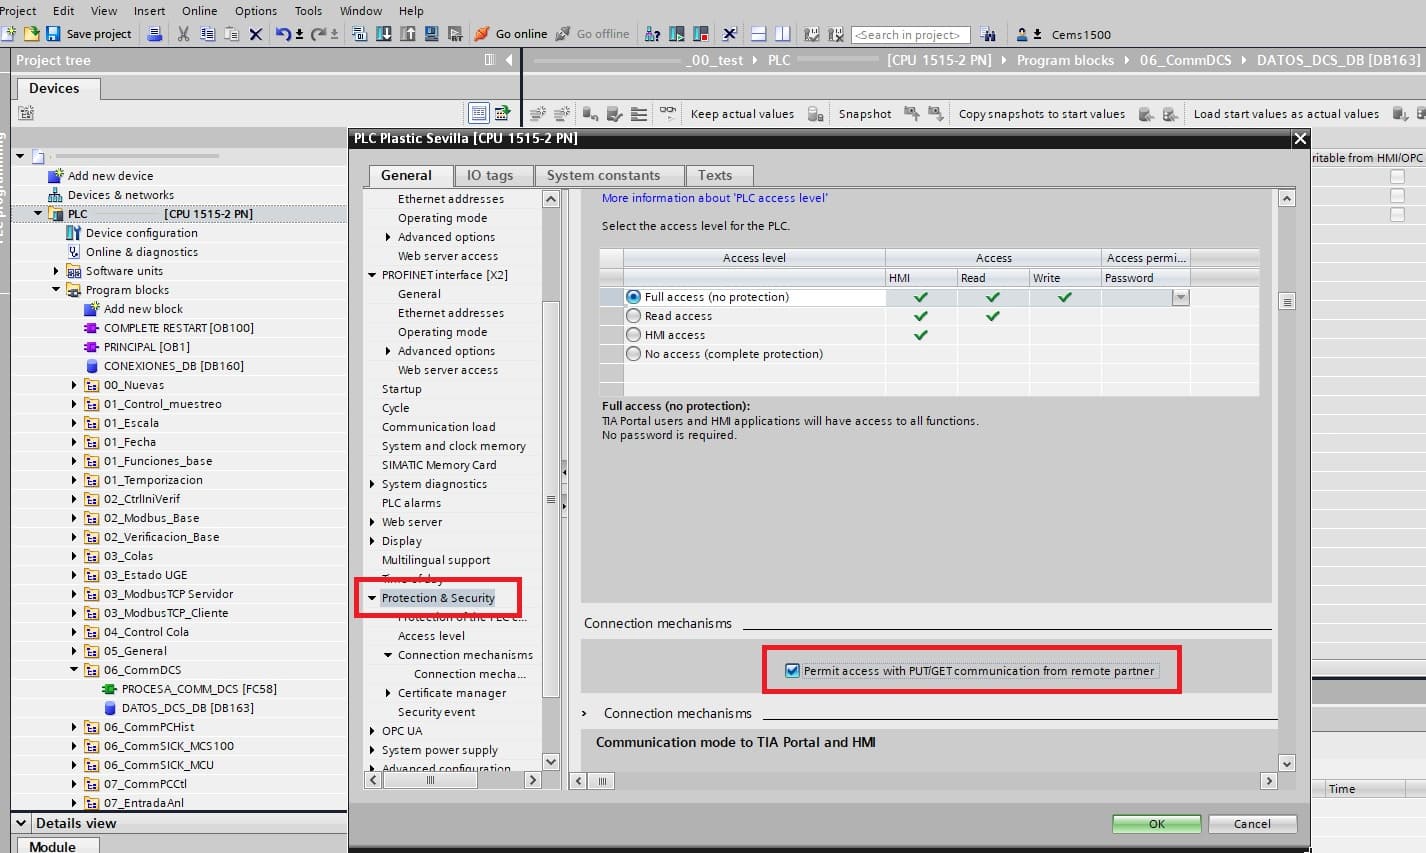 Project Edit View Insert Online Options Tools Window Help
Save project Go online Go offline <Search in project> Cems1500
Project tree
_00_test PLC [CPU 1515-2 PN] Program blocks 06_CommDCS DATOS_DCS_DB [DB163]
Devices
Keep actual values Snapshot Copy snapshots to start values Load start values as actual values
ritable from HMI/OPC
Add new device
Devices & networks
PLC [CPU 1515-2 PN]
Device configuration
Online & diagnostics
Software units
Program blocks
Add new block
COMPLETE RESTART [OB100]
PRINCIPAL [OB1]
CONEXIONES_DB [DB160]
00_Nuevas
01_Control_muestreo
01_Escala
01_Fecha
01_Funciones_base
01_Temporizacion
02_CtrlIniVerif
02_Modbus_Base
02_Verificacion_Base
03_Colas
03_Estado UGE
03_ModbusTCP Servidor
03_ModbusTCP_Cliente
04_Control Cola
05_General
06_CommDCS
PROCESA_COMM_DCS [FC58]
DATOS_DCS_DB [DB163]
06_CommPCHist
06_CommSICK_MCS100
06_CommSICK_MCU
07_CommPCCtl
07_EntradaAnl
Details view
Module
PLC Plastic Sevilla [CPU 1515-2 PN]
General IO tags System constants Texts
Ethernet addresses
Operating mode
Advanced options
Web server access
PROFINET interface [X2]
General
Ethernet addresses
Operating mode
Advanced options
Web server access
Startup
Cycle
Communication load
System and clock memory
SIMATIC Memory Card
System diagnostics
PLC alarms
Web server
Display
Multilingual support
Time of day
Protection & Security
Protection of the PLC c...
Access level
Connection mechanisms
Connection mecha...
Certificate manager
Security event
OPC UA
System power supply
Advanced configuration
More information about 'PLC access level'
Select the access level for the PLC.
Access level Access Access permi...
HMI Read Write Password
Full access (no protection)
Read access
HMI access
No access (complete protection)
Full access (no protection):
TIA Portal users and HMI applications will have access to all functions.
No password is required.
Connection mechanisms
Permit access with PUT/GET communication from remote partner
Connection mechanisms
Communication mode to TIA Portal and HMI
OK Cancel
Time